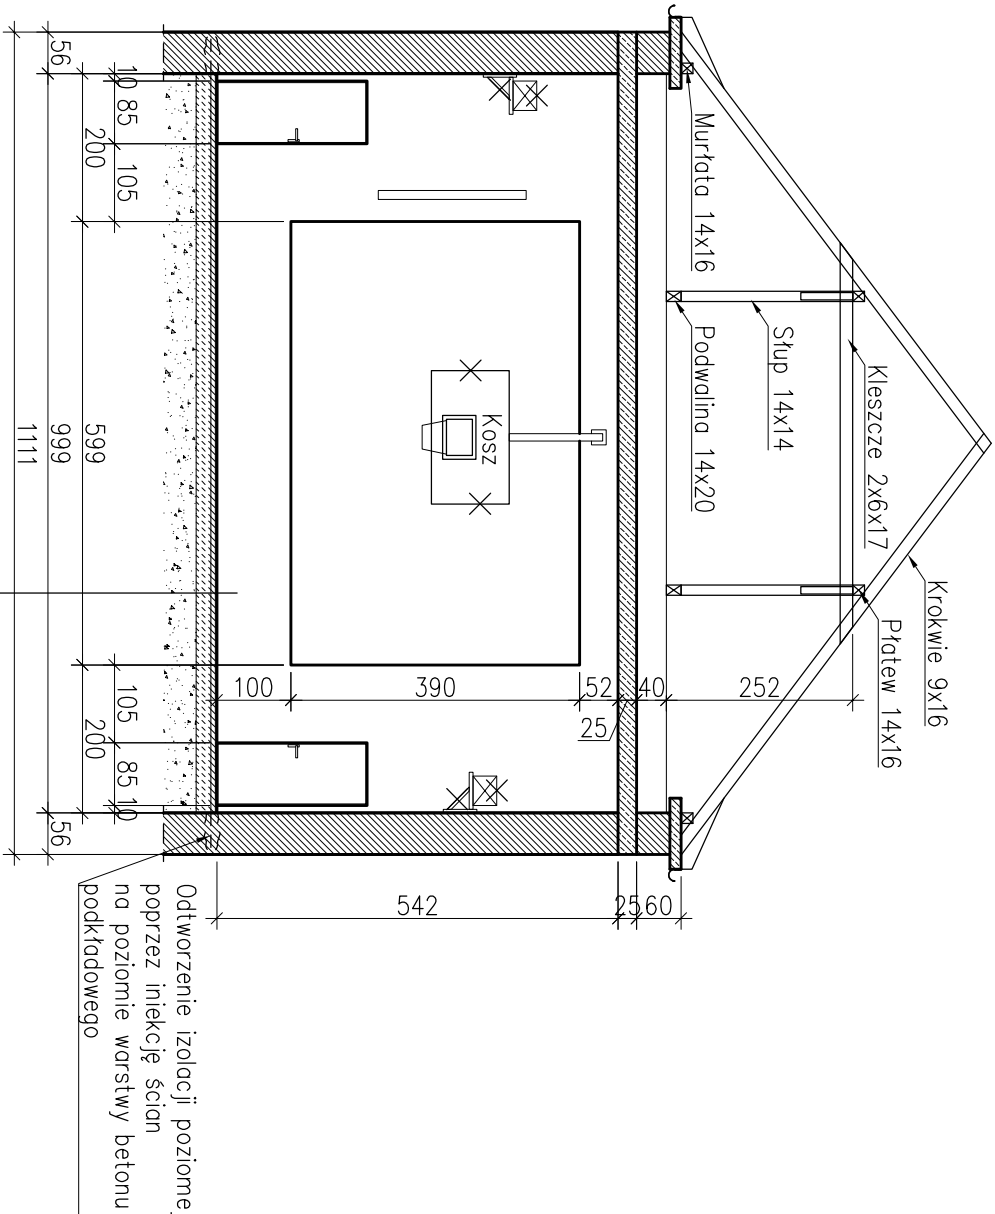 Krokwie 9x16
Płatew 14x16
Kleszcze 2x6x17
Słup 14x14
Podwalina 14x20
Murłata 14x16
252
40
25
52
390
100
60
25
542
Kosz
56
10
85
105
200
599
200
105
85
10
56
999
1111
Odtworzenie izolacji poziomej
poprzez iniekcję ścian
na poziomie warstwy betonu
podkładowego